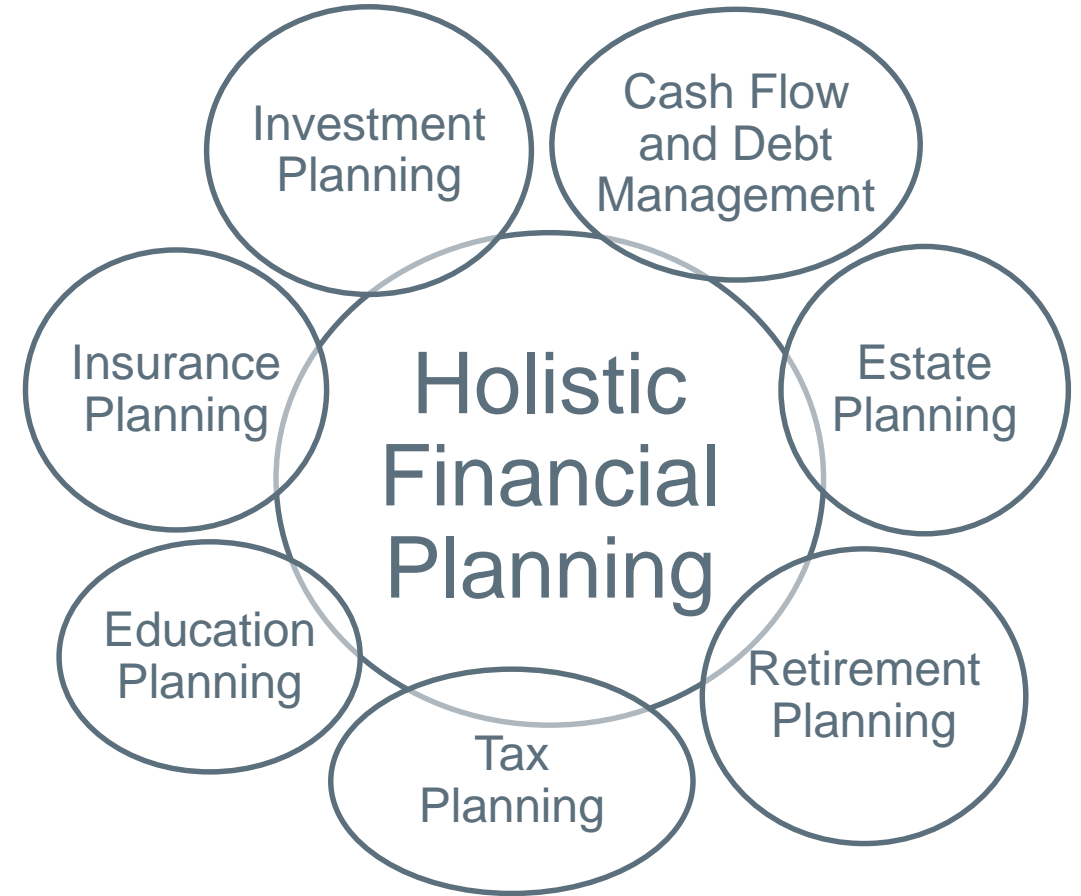 Investment
Planning
Cash Flow
and Debt
Management
Insurance
Planning
Holistic
Financial
Planning
Estate
Planning
Education
Planning
Retirement
Planning
Tax
Planning